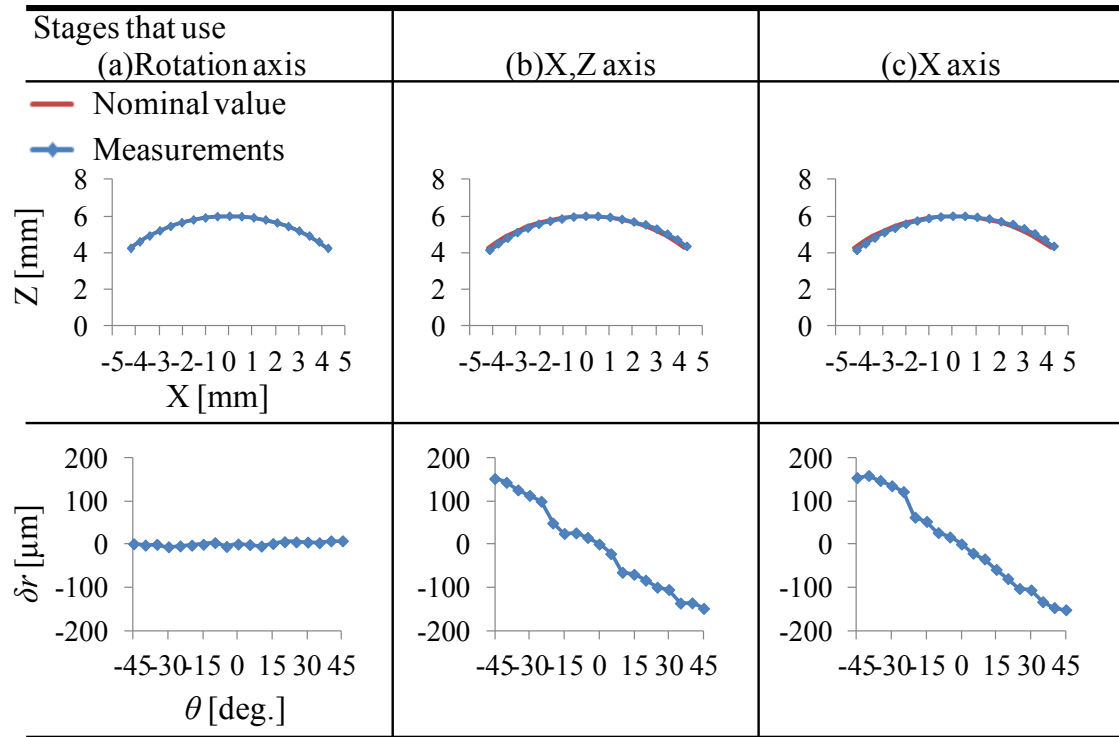 Stages that use
(a)Rotation axis
(b)X,Z axis
(c)X axis
Nominal value
Measurements
Z [mm]
8
6
4
2
0
-5-4-3-2-1 0 1 2 3 4 5
X [mm]
8
6
4
2
0
-5-4-3-2-1 0 1 2 3 4 5
8
6
4
2
0
-5-4-3-2-1 0 1 2 3 4 5
δr [μm]
200
100
0
-100
-200
-45-30-15 0 15 30 45
θ [deg.]
200
100
0
-100
-200
-45-30-15 0 15 30 45
200
100
0
-100
-200
-45-30-15 0 15 30 45